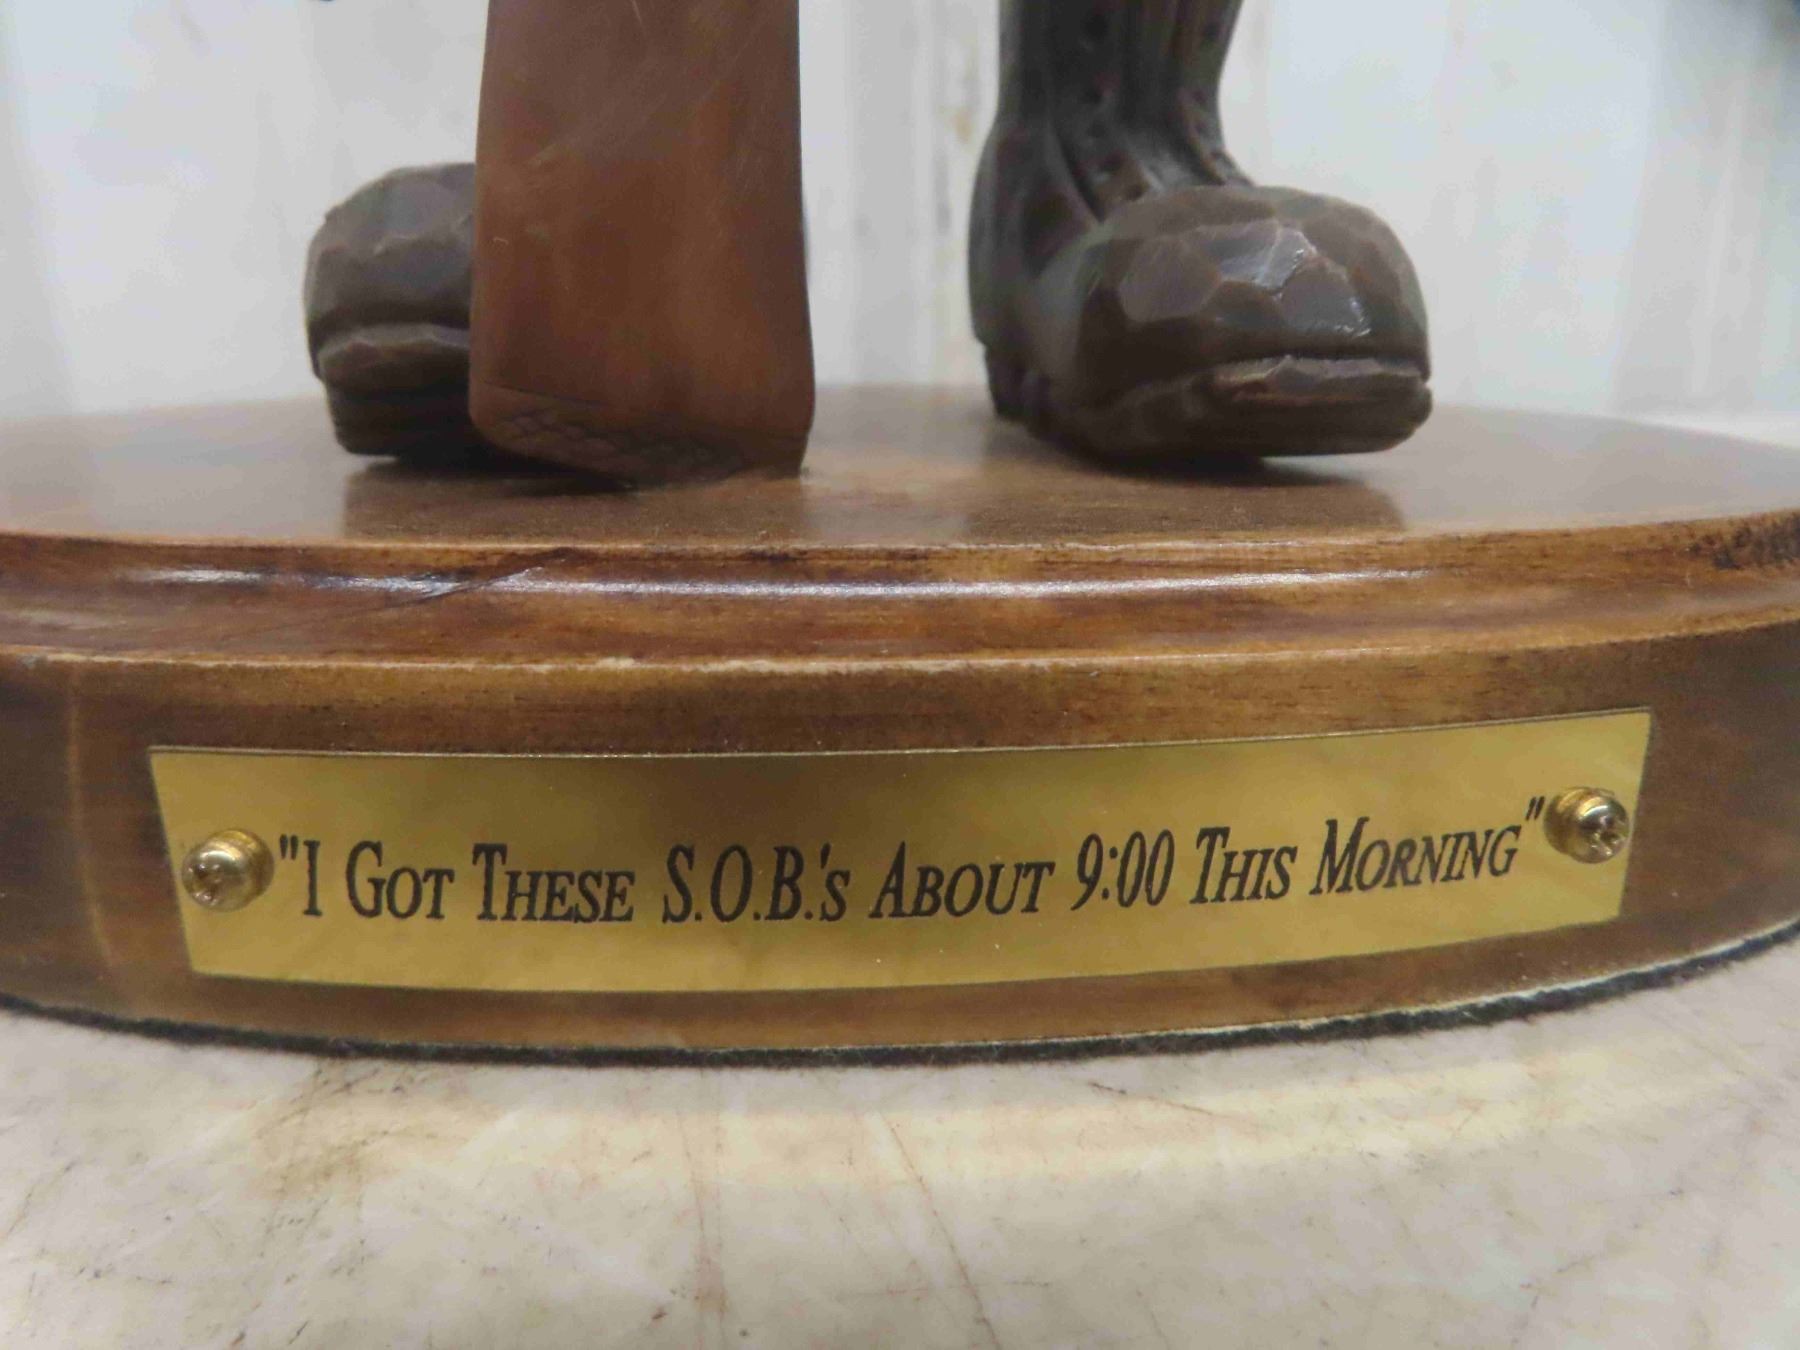 "I Got These S.O.B.'s About 9:00 This Morning"